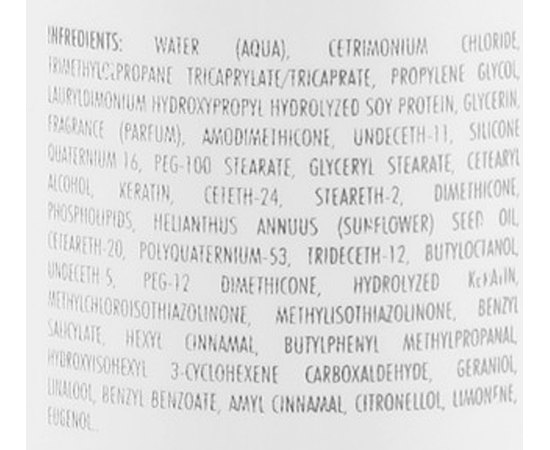 INFREDIENTS: WATER (AQUA), CETRIMONIUM CHLORIDE,
TRIMETHYLOLPROPANE TRICAPRYLATE/TRICAPRATE, PROPYLENE GLYCOL,
LAURYLDIMONIUM HYDROXYPROPYL HYDROLYZED SOY PROTEIN, GLYCERIN,
FRAGRANCE (PARFUM), AMODIMETHICONE, UNDECETH-11, SILICONE
QUATERNIUM-16, PEG-100 STEARATE, GLYCERYL STEARATE, CETEARYL
ALCOHOL, KERATIN, CETETH-24, STEARETH-2, DIMETHICONE,
PHOSPHOLIPIDS, HELIANTHUS ANNUUS (SUNFLOWER) SEED OIL,
CETEARETH-20, POLYQUATERNIUM-53, TRIDECETH-12, BUTYLOCTANOL,
UNDECETH-5, PEG-12 DIMETHICONE, HYDROLYZED KERATIN,
METHYLCHLOROISOTHIAZOLINONE, METHYLISOTHIAZOLINONE, BENZYL
SALICYLATE, HEXYL CINNAMAL, BUTYLPHENYL METHYLPROPANAL,
HYDROXYISOHEXYL 3-CYCLOHEXENE CARBOXALDEHYDE, GERANIOL,
LINALOOL, BENZYL BENZOATE, AMYL CINNAMAL, CITRONELLOL, LIMONENE,
EUGENOL..